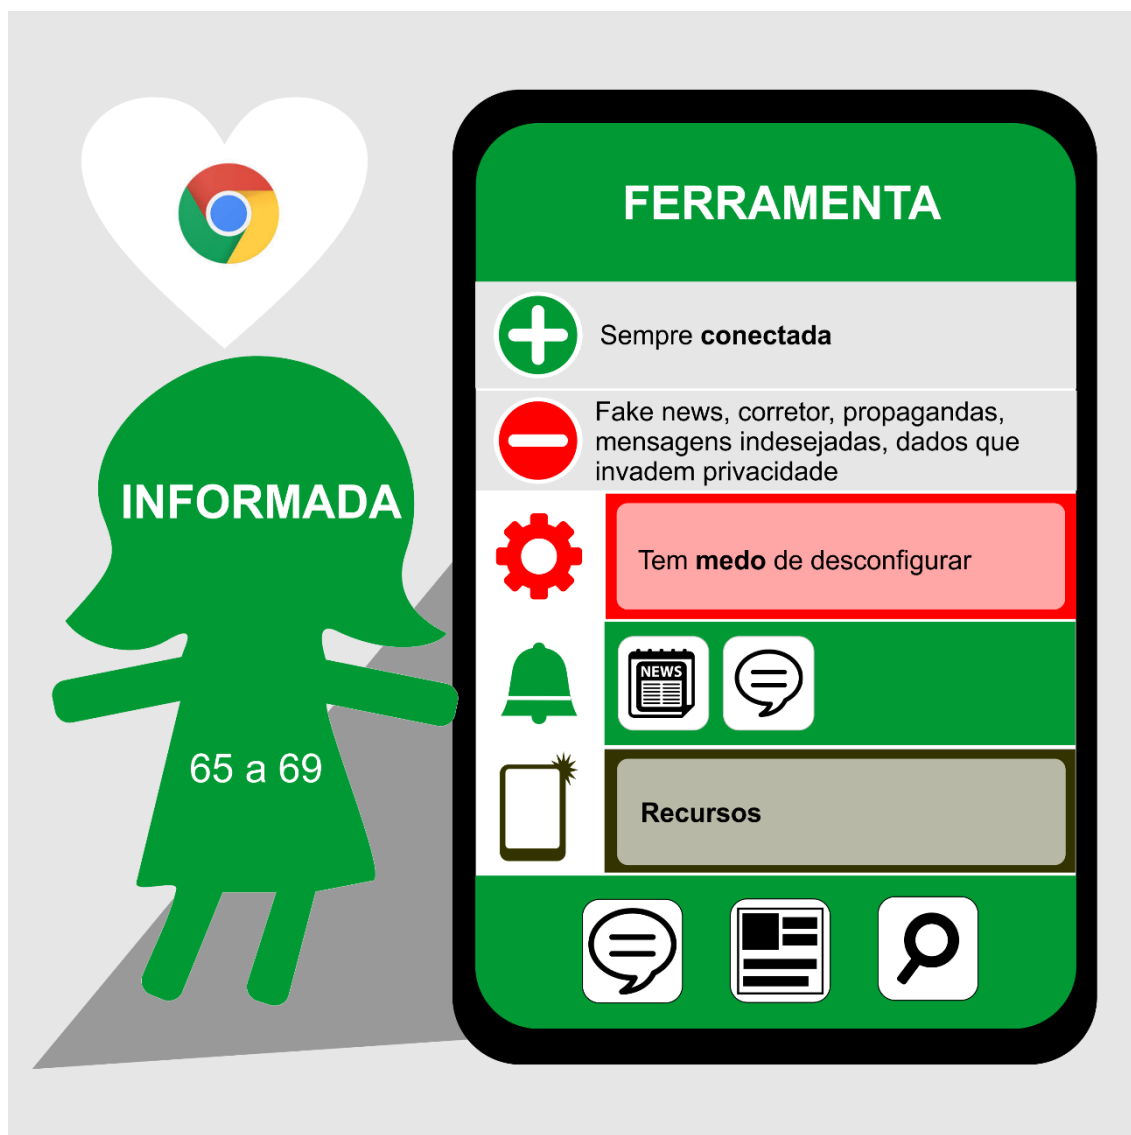 FERRAMENTA
Sempre conectada
Fake news, corretor, propagandas,
mensagens indesejadas, dados que
invadem privacidade
INFORMADA
Tem medo de desconfigurar
NEWS
65 a 69
Recursos